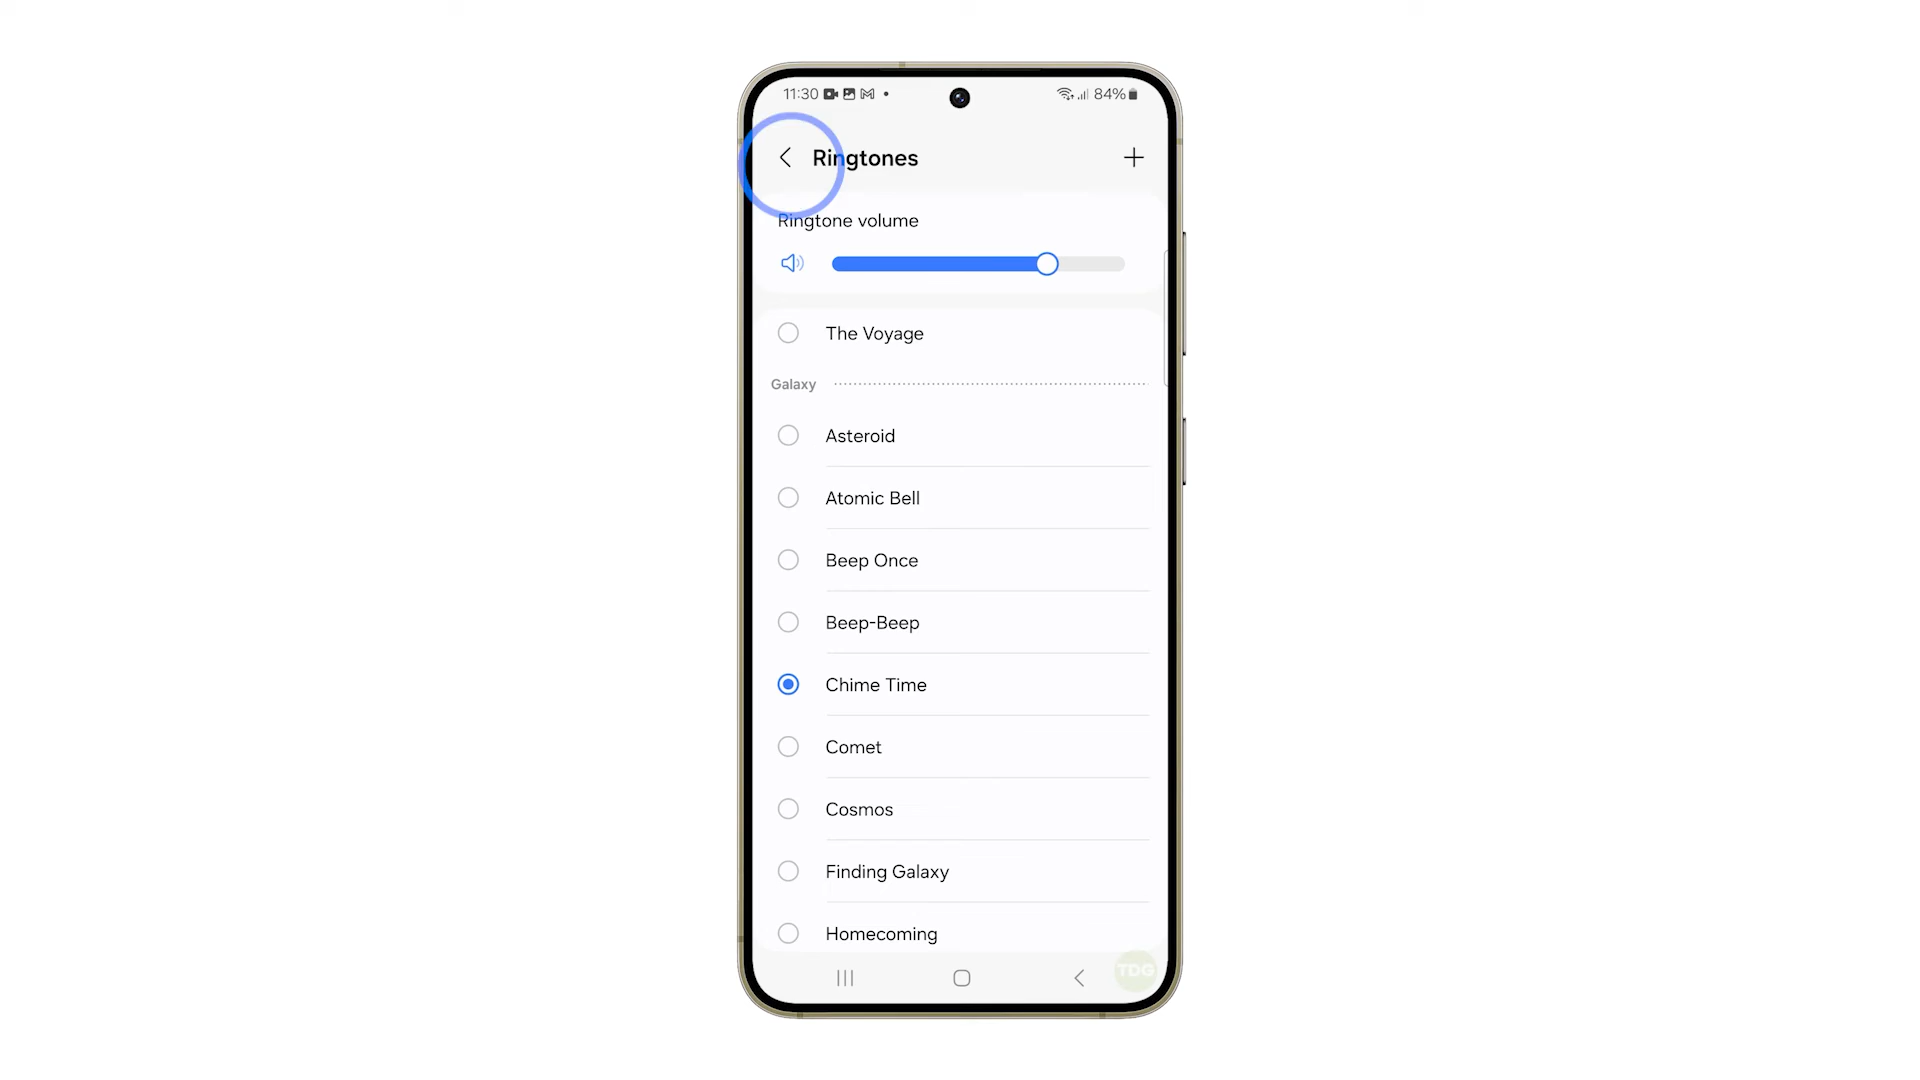 11:30 84%
Ringtones
Ringtone volume
The Voyage
Galaxy
Asteroid
Atomic Bell
Beep Once
Beep-Beep
Chime Time
Comet
Cosmos
Finding Galaxy
Homecoming
TDG